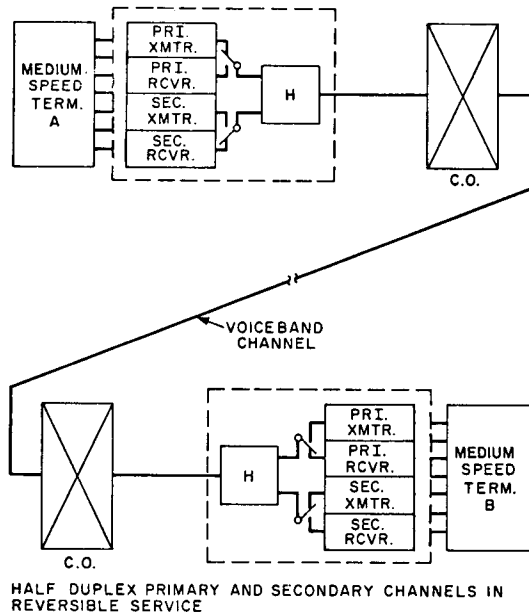 MEDIUM.
SPEED
TERM.
A
PRI.
XMTR.
PRI.
RCVR.
SEC.
XMTR.
SEC.
RCVR.
H
C.O.
VOICEBAND
CHANNEL
C.O.
H
PRI.
XMTR.
PRI.
RCVR.
SEC.
XMTR.
SEC.
RCVR.
MEDIUM
SPEED
TERM.
B
HALF DUPLEX PRIMARY AND SECONDARY CHANNELS IN
REVERSIBLE SERVICE